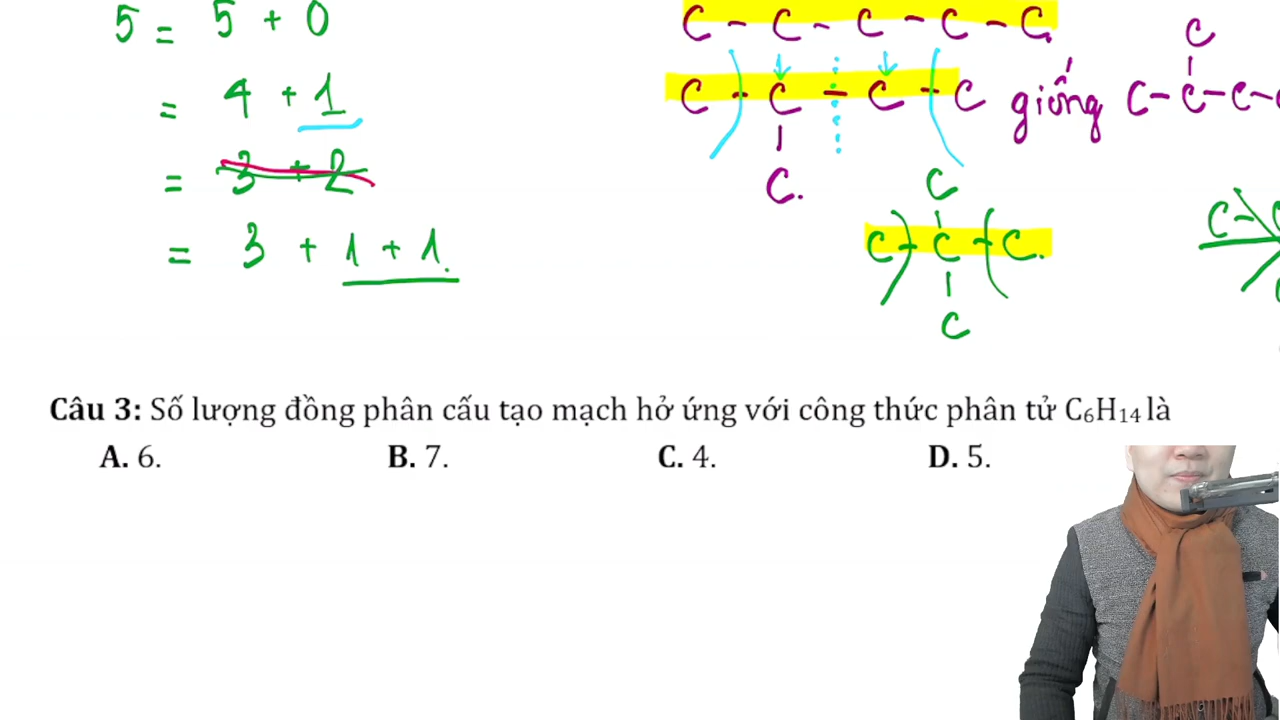 5 = 5 + 0
C - C - C - C - C.
= 4 + 1
C
C - C - C - C giống C - C - C -
C.
= 3 + 2
= 3 + 1 + 1.
C
C - C - C.
C
C -
Câu 3: Số lượng đồng phân cấu tạo mạch hở ứng với công thức phân tử C₆H₁₄ là
A. 6. B. 7. C. 4. D. 5.